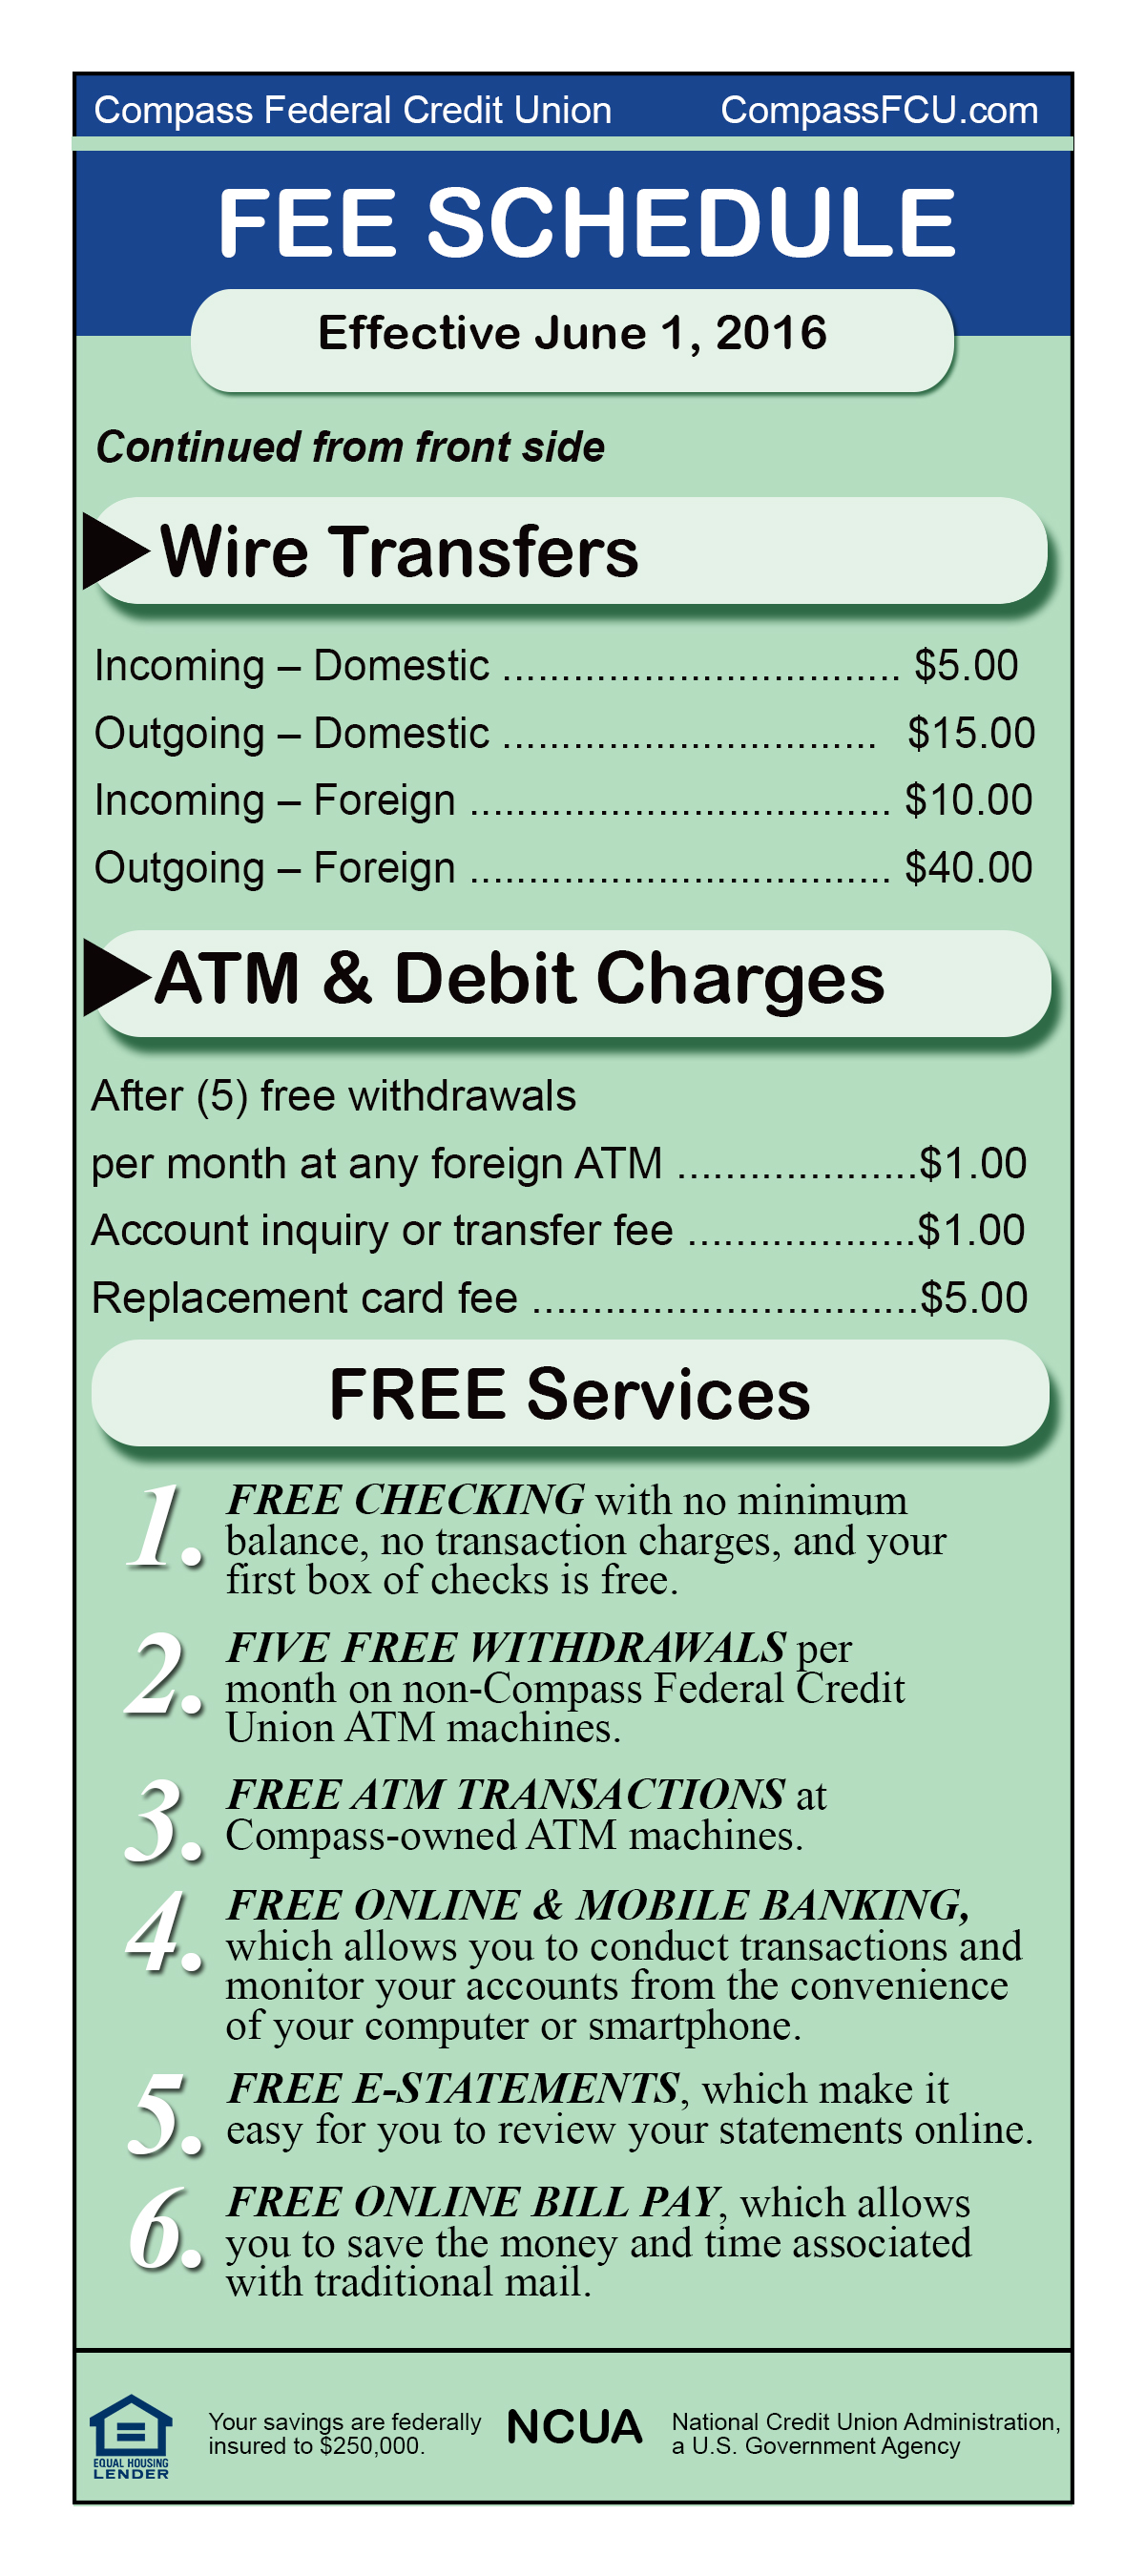 Compass Federal Credit Union CompassFCU.com
FEE SCHEDULE
Effective June 1, 2016
Continued from front side
Wire Transfers
Incoming – Domestic .................................. $5.00
Outgoing – Domestic ................................ $15.00
Incoming – Foreign .................................... $10.00
Outgoing – Foreign .................................... $40.00
ATM & Debit Charges
After (5) free withdrawals
per month at any foreign ATM ....................$1.00
Account inquiry or transfer fee ...................$1.00
Replacement card fee ................................$5.00
FREE Services
1. FREE CHECKING with no minimum
balance, no transaction charges, and your
first box of checks is free.
2. FIVE FREE WITHDRAWALS per
month on non-Compass Federal Credit
Union ATM machines.
3. FREE ATM TRANSACTIONS at
Compass-owned ATM machines.
4. FREE ONLINE & MOBILE BANKING,
which allows you to conduct transactions and
monitor your accounts from the convenience
of your computer or smartphone.
5. FREE E-STATEMENTS, which make it
easy for you to review your statements online.
6. FREE ONLINE BILL PAY, which allows
you to save the money and time associated
with traditional mail.
EQUAL HOUSING
LENDER
Your savings are federally
insured to $250,000.
NCUA
National Credit Union Administration,
a U.S. Government Agency